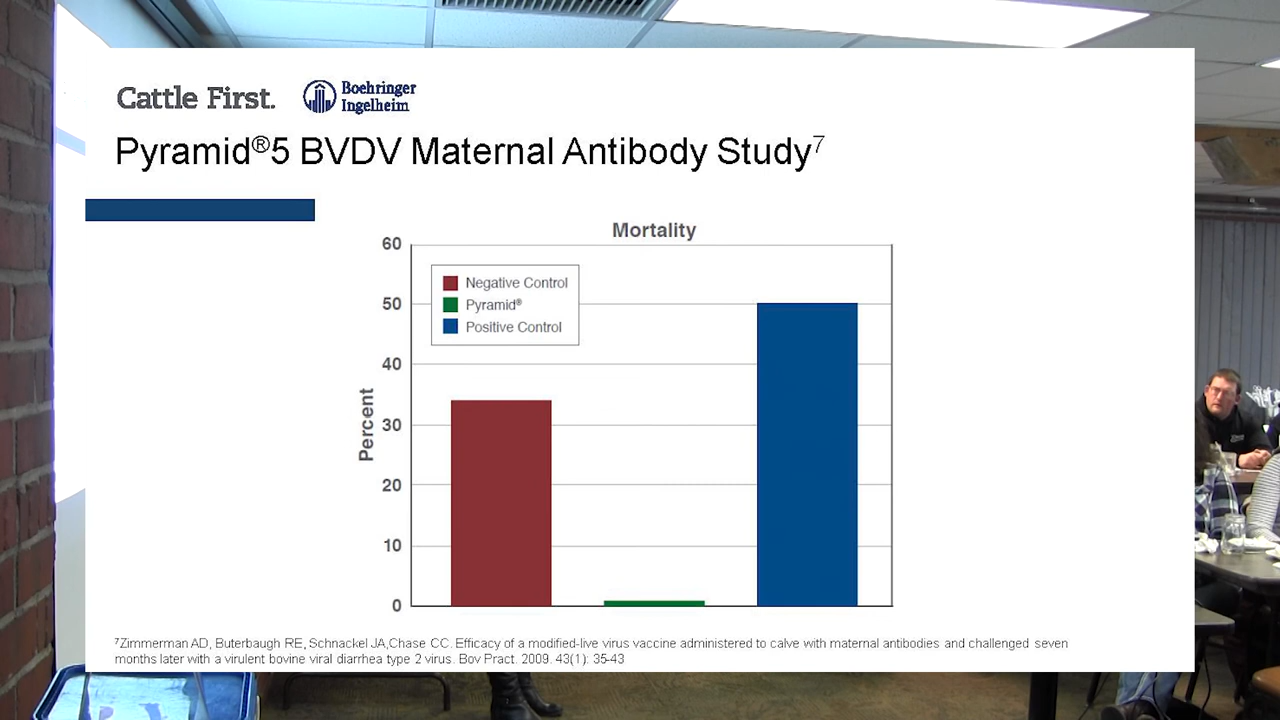 Cattle First.
Boehringer
Ingelheim
Pyramid®5 BVDV Maternal Antibody Study7
Mortality
60
50
40
30
20
10
0
Percent
Negative Control
Pyramid®
Positive Control
7Zimmerman AD, Buterbaugh RE, Schnackel JA,Chase CC. Efficacy of a modified-live virus vaccine administered to calve with maternal antibodies and challenged seven
months later with a virulent bovine viral diarrhea type 2 virus. Bov Pract. 2009. 43(1): 35-43